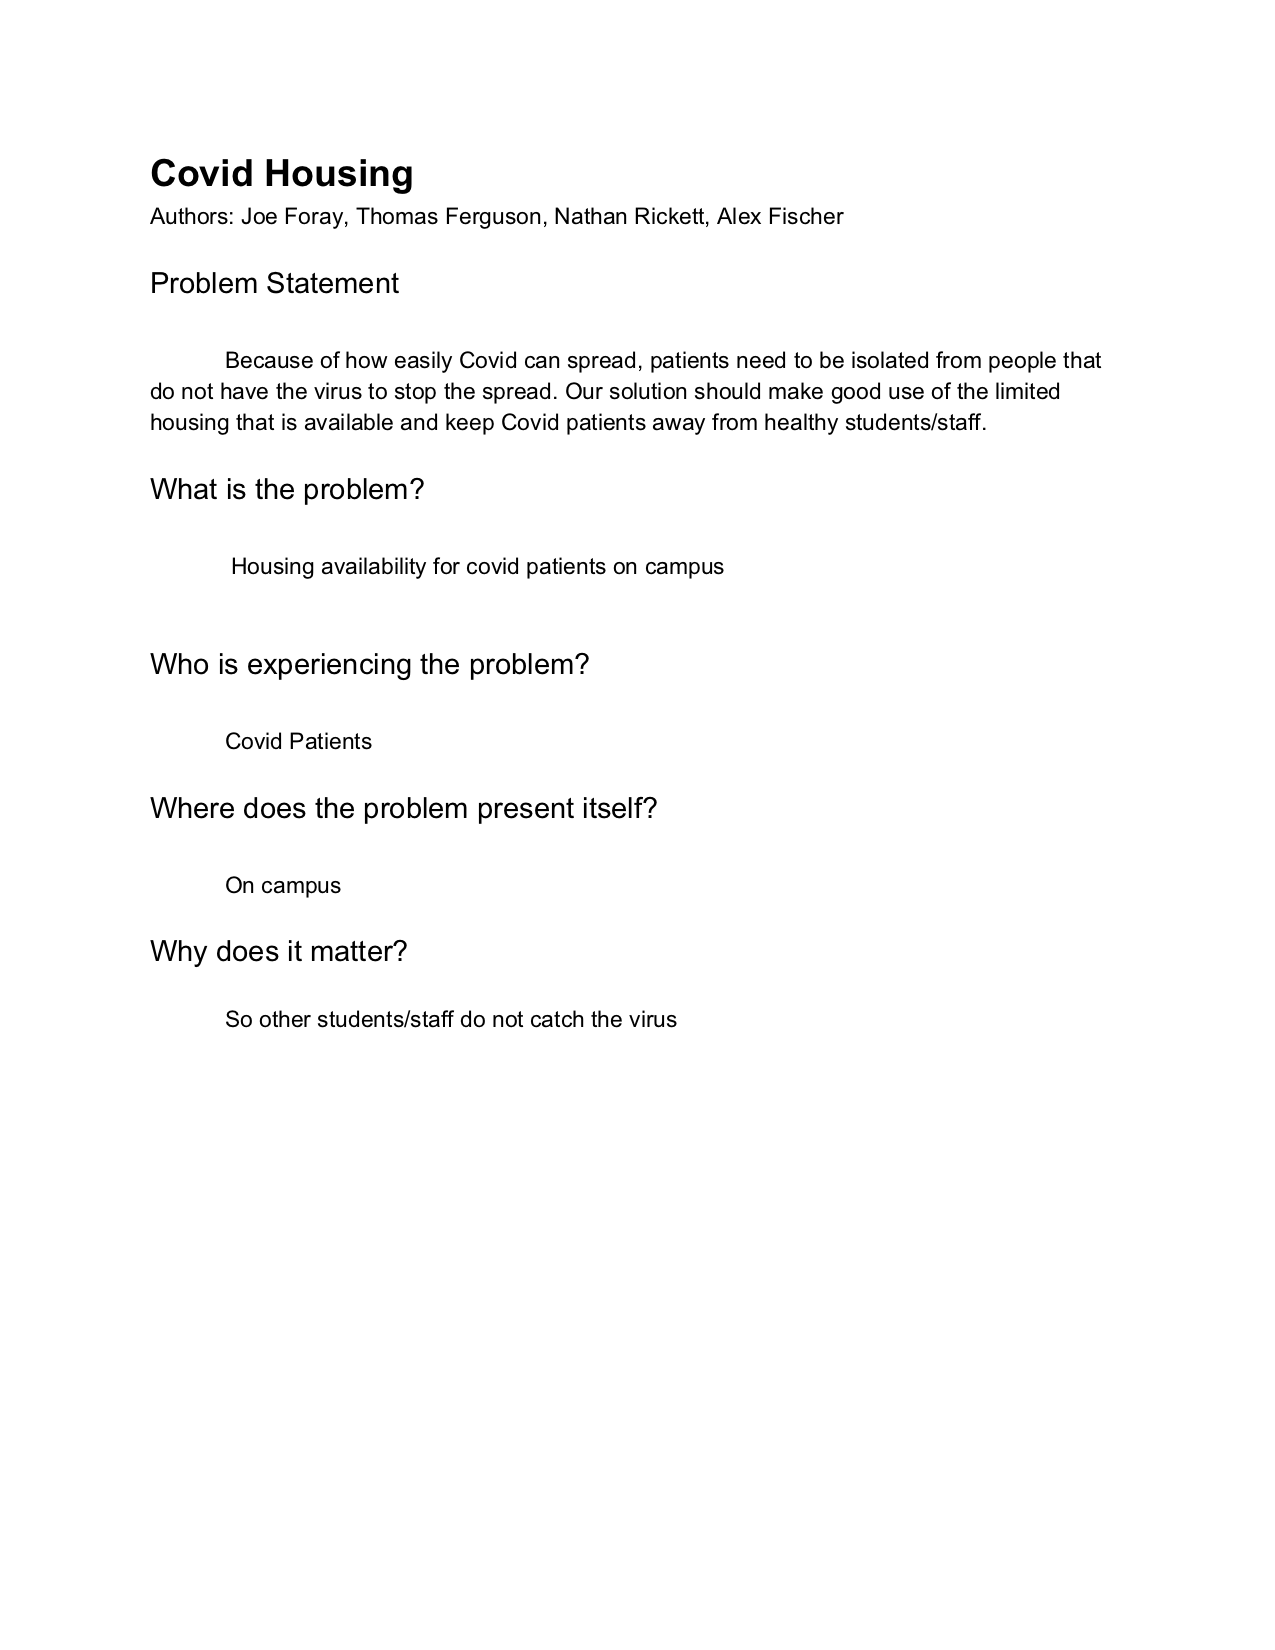 Covid Housing
Authors: Joe Foray, Thomas Ferguson, Nathan Rickett, Alex Fischer
Problem Statement
Because of how easily Covid can spread, patients need to be isolated from people that
do not have the virus to stop the spread. Our solution should make good use of the limited
housing that is available and keep Covid patients away from healthy students/staff.
What is the problem?
Housing availability for covid patients on campus
Who is experiencing the problem?
Covid Patients
Where does the problem present itself?
On campus
Why does it matter?
So other students/staff do not catch the virus